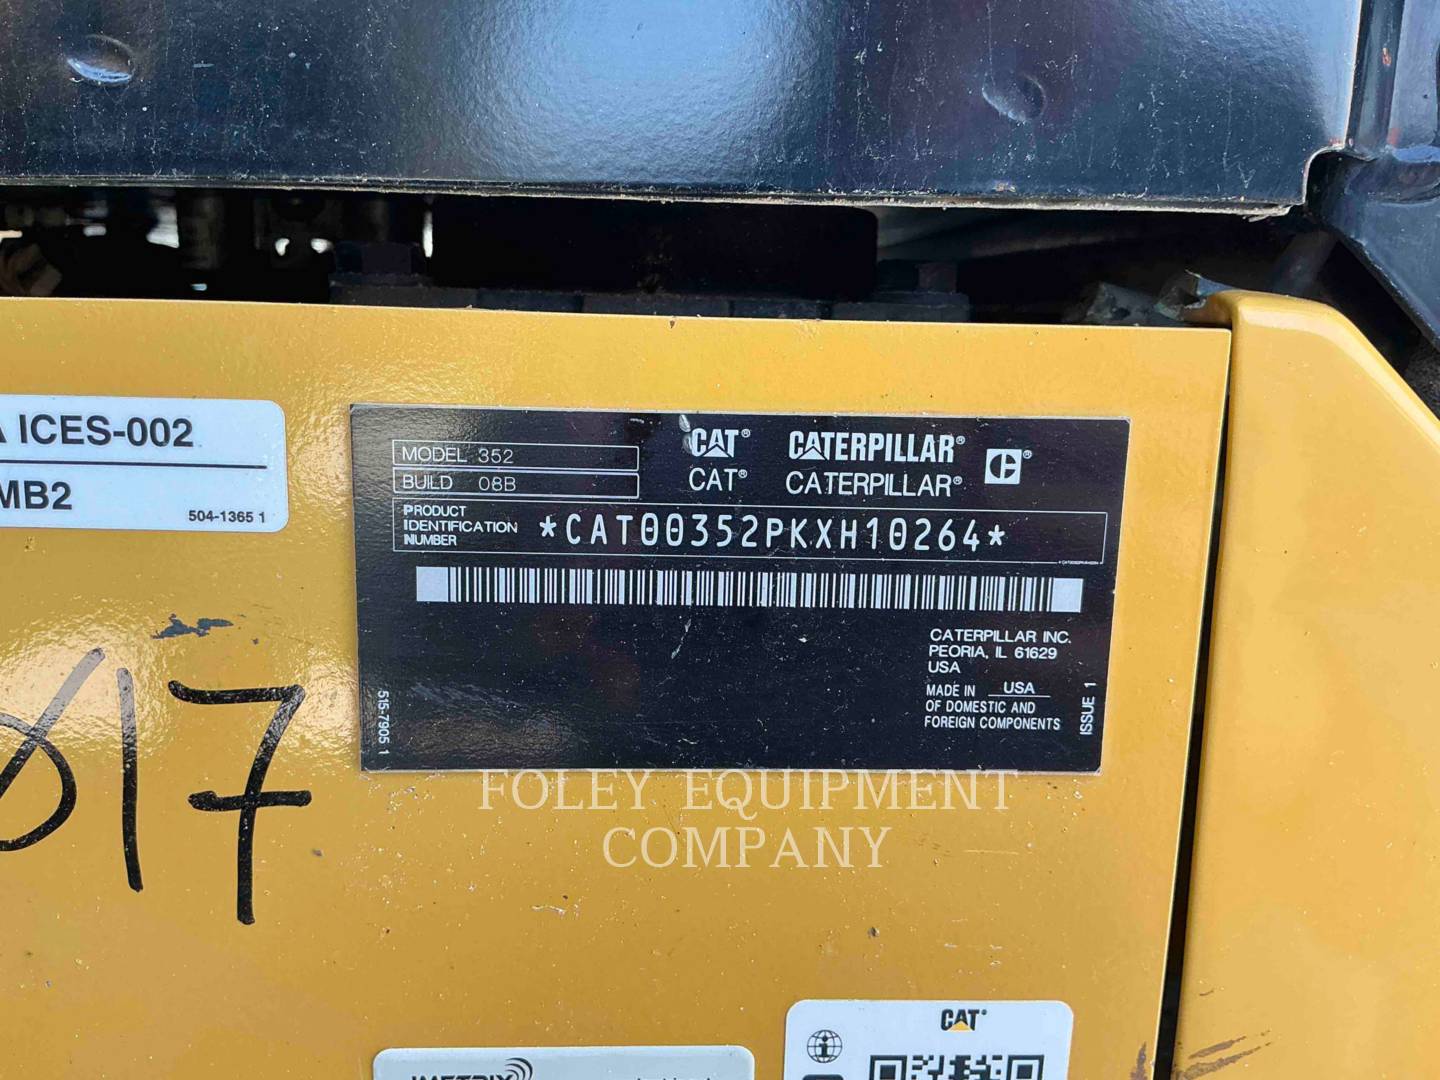 ICES-002
MB2
504-1365 1
MODEL 352
BUILD 08B
CAT®
CAT®
CATERPILLAR®
CATERPILLAR®
C®
PRODUCT
IDENTIFICATION
NUMBER
*CAT00352PKXH10264*
CATERPILLAR INC.
PEORIA, IL 61629
USA
MADE IN USA
OF DOMESTIC AND
FOREIGN COMPONENTS
ISSUE 1
515-7905 1
17
FOLEY EQUIPMENT
COMPANY
CAT®